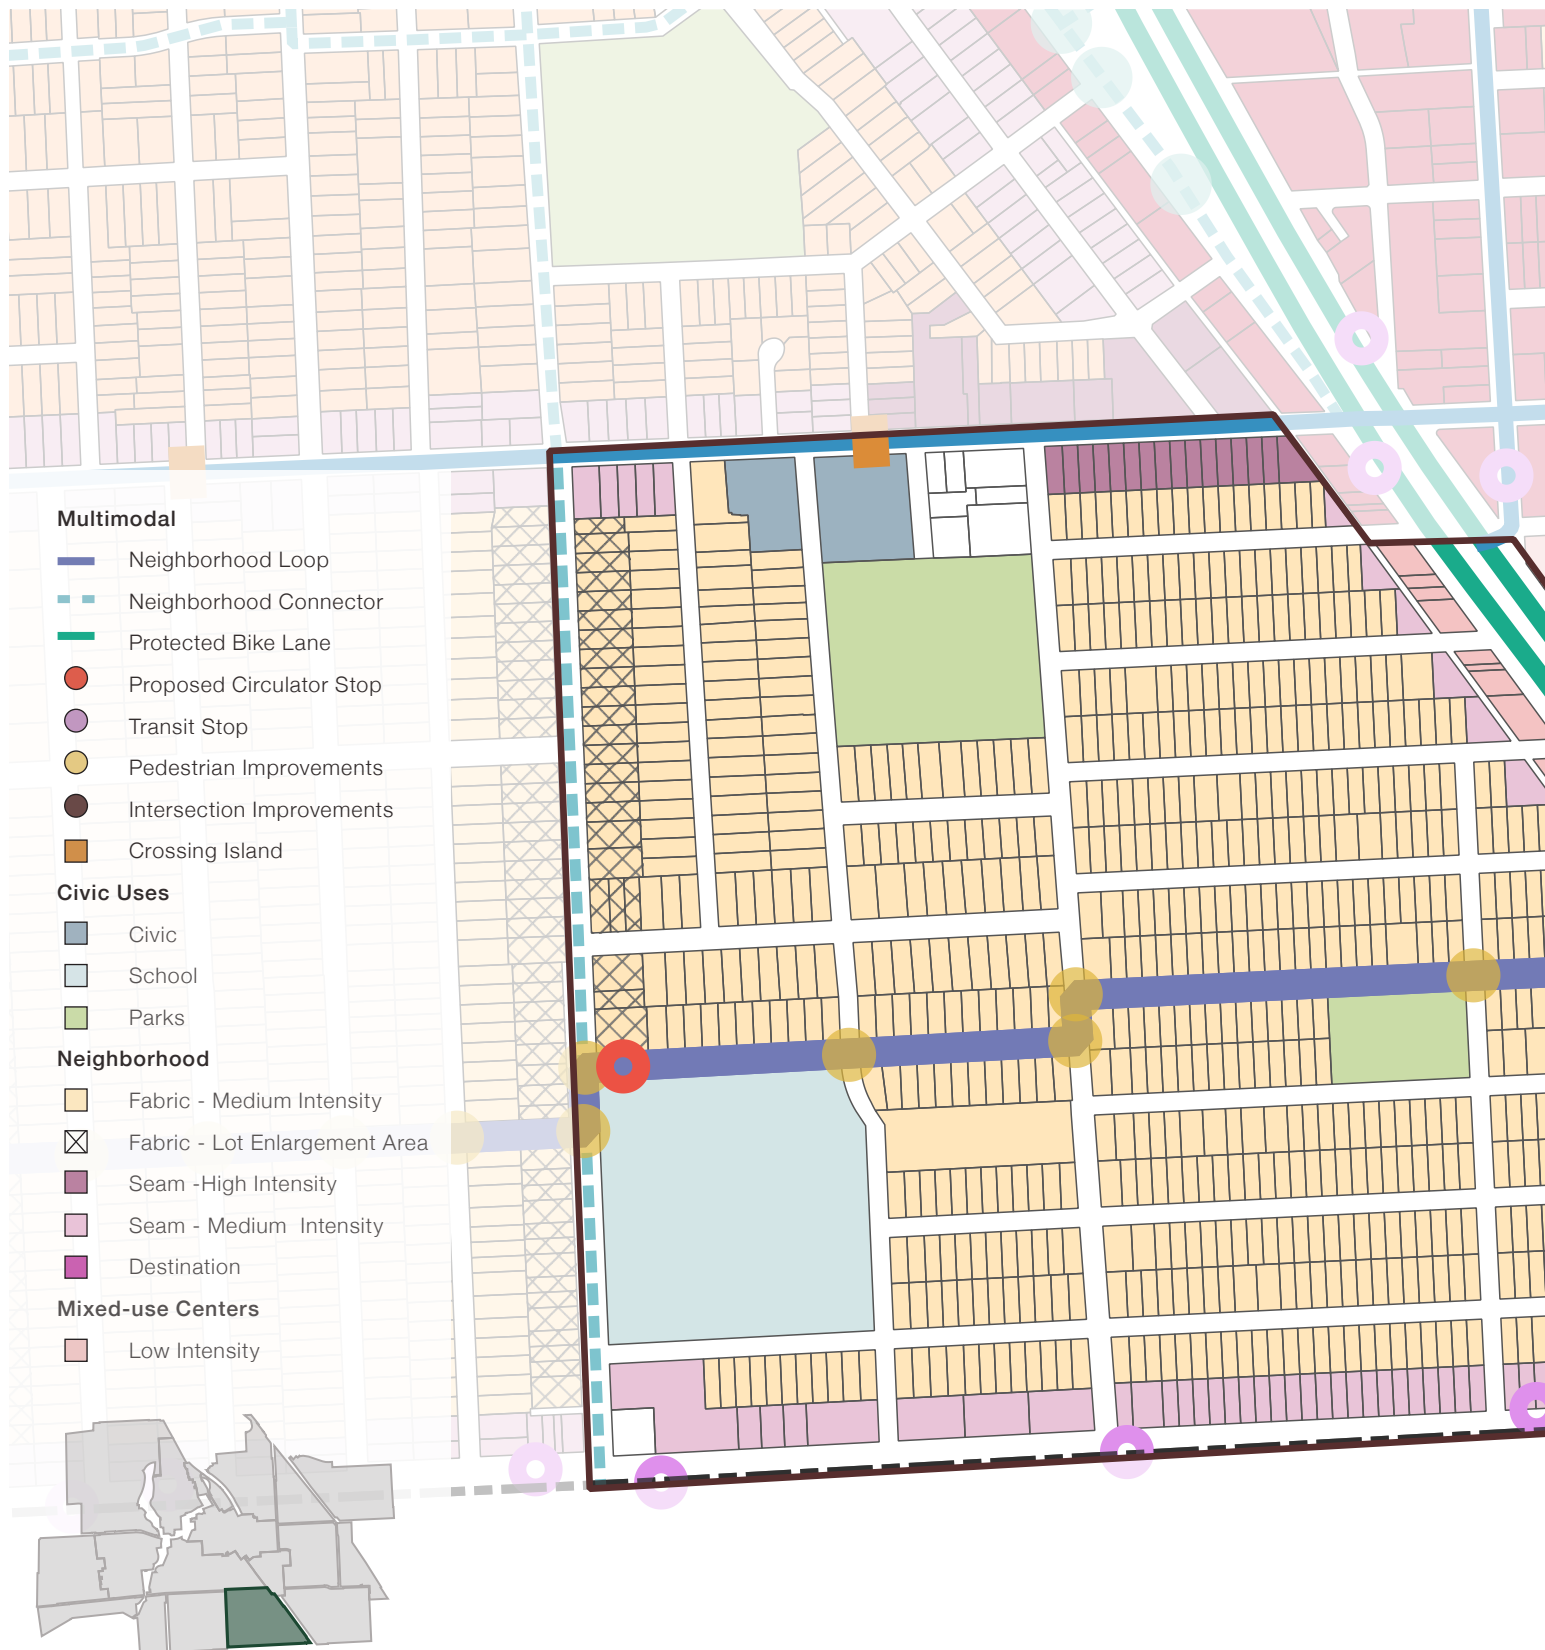 Multimodal
Neighborhood Loop
Neighborhood Connector
Protected Bike Lane
Proposed Circulator Stop
Transit Stop
Pedestrian Improvements
Intersection Improvements
Crossing Island
Civic Uses
Civic
School
Parks
Neighborhood
Fabric - Medium Intensity
Fabric - Lot Enlargement Area
Seam -High Intensity
Seam - Medium  Intensity
Destination
Mixed-use Centers
Low Intensity